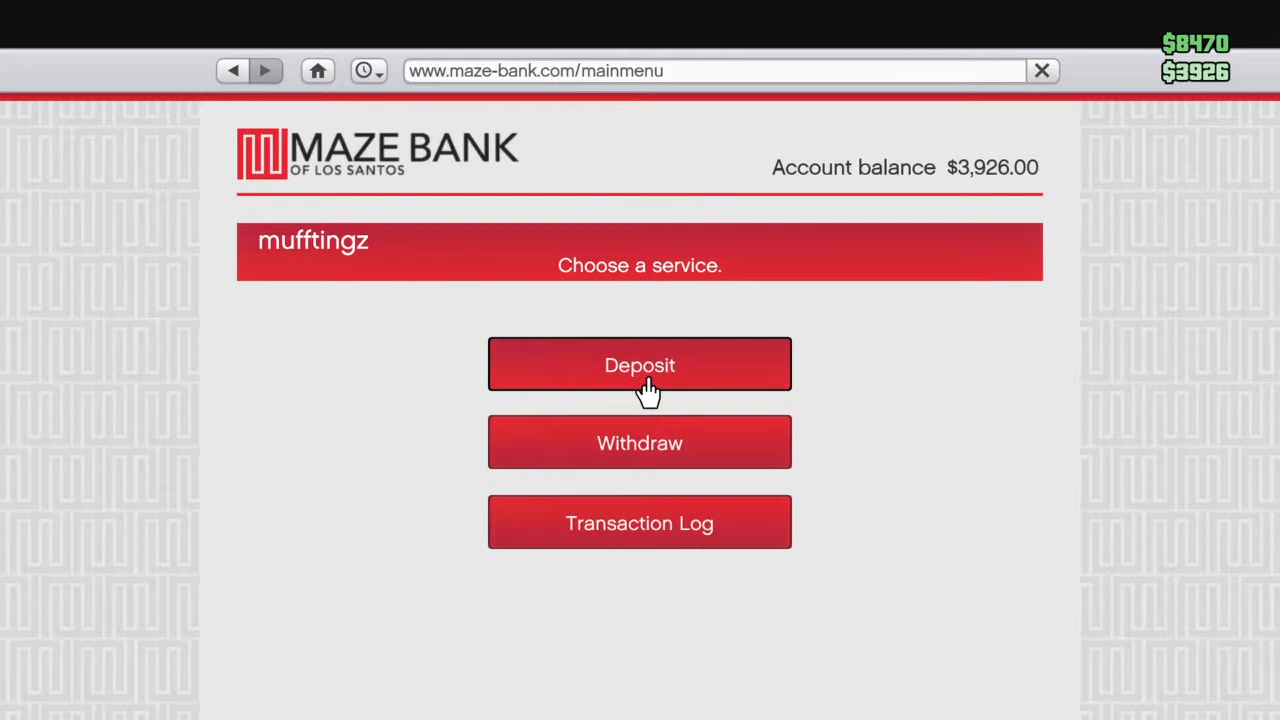 $8470
www.maze-bank.com/mainmenu
$3926
MAZE BANK
OF LOS SANTOS
Account balance $3,926.00
mufftingz
Choose a service.
Deposit
Withdraw
Transaction Log